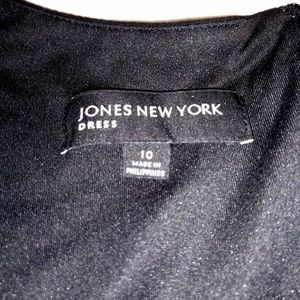 JONES NEW YORK
DRESS
10
MADE IN
PHILIPPINES